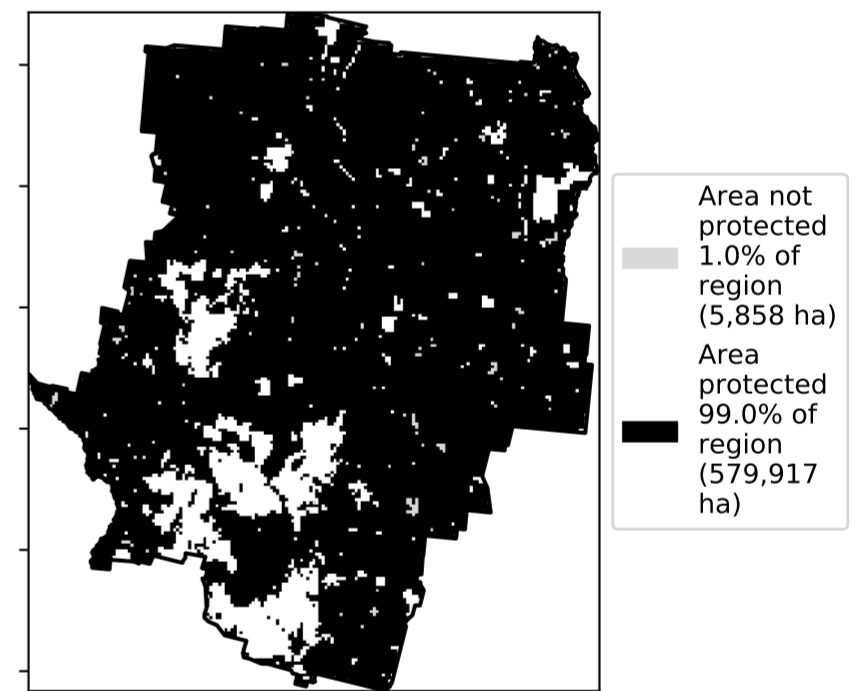 Area not
protected
1.0% of
region
(5,858 ha)
Area
protected
99.0% of
region
(579,917
ha)